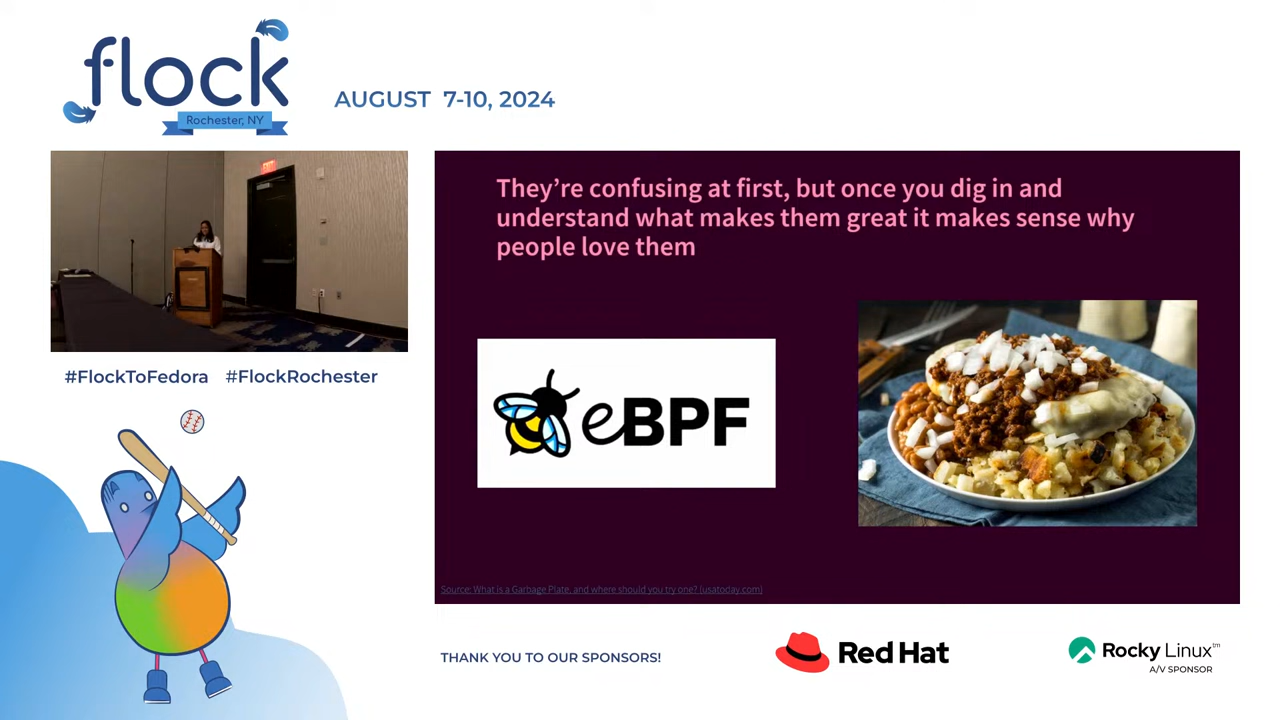 flock
Rochester, NY
AUGUST 7-10, 2024
They’re confusing at first, but once you dig in and
understand what makes them great it makes sense why
people love them
eBPF
Source: What is a Garbage Plate, and where should you try one? (usatoday.com)
#FlockToFedora #FlockRochester
THANK YOU TO OUR SPONSORS!
Red Hat
Rocky Linux™
A/V SPONSOR